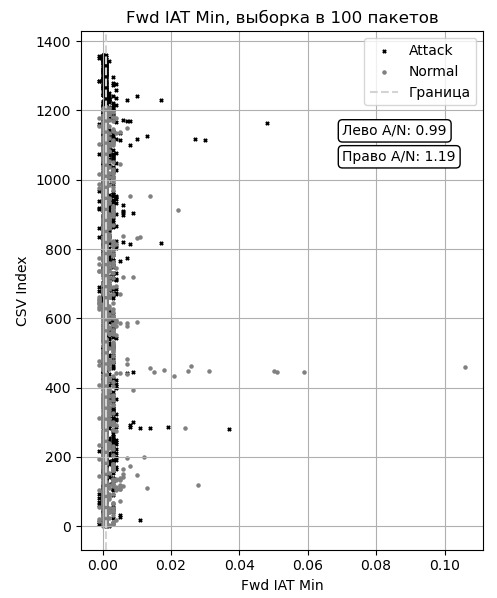 Fwd IAT Min, выборка в 100 пакетов
1400
1200
1000
800
600
400
200
0
CSV Index
Attack
Normal
Граница
Лево A/N: 0.99
Право A/N: 1.19
0.00 0.02 0.04 0.06 0.08 0.10
Fwd IAT Min